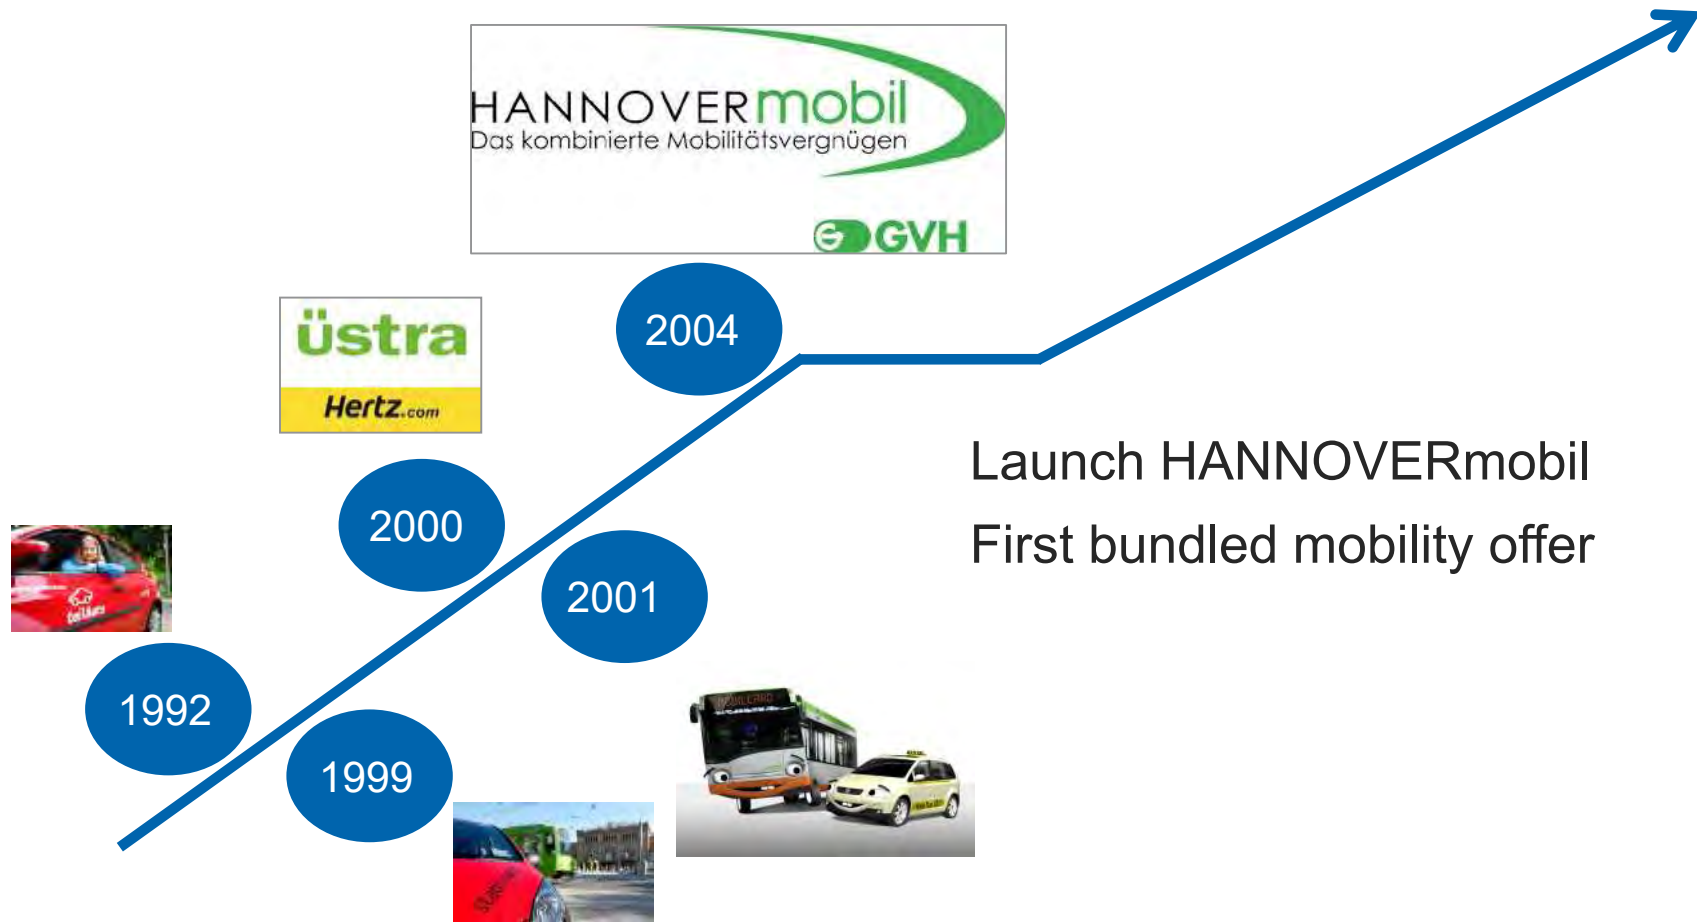 HANNOVERmobil
Das kombinierte Mobilitätsvergnügen
GVH
2004
üstra
Hertz.com
2000
2001
1992
1999
Launch HANNOVERmobil
First bundled mobility offer